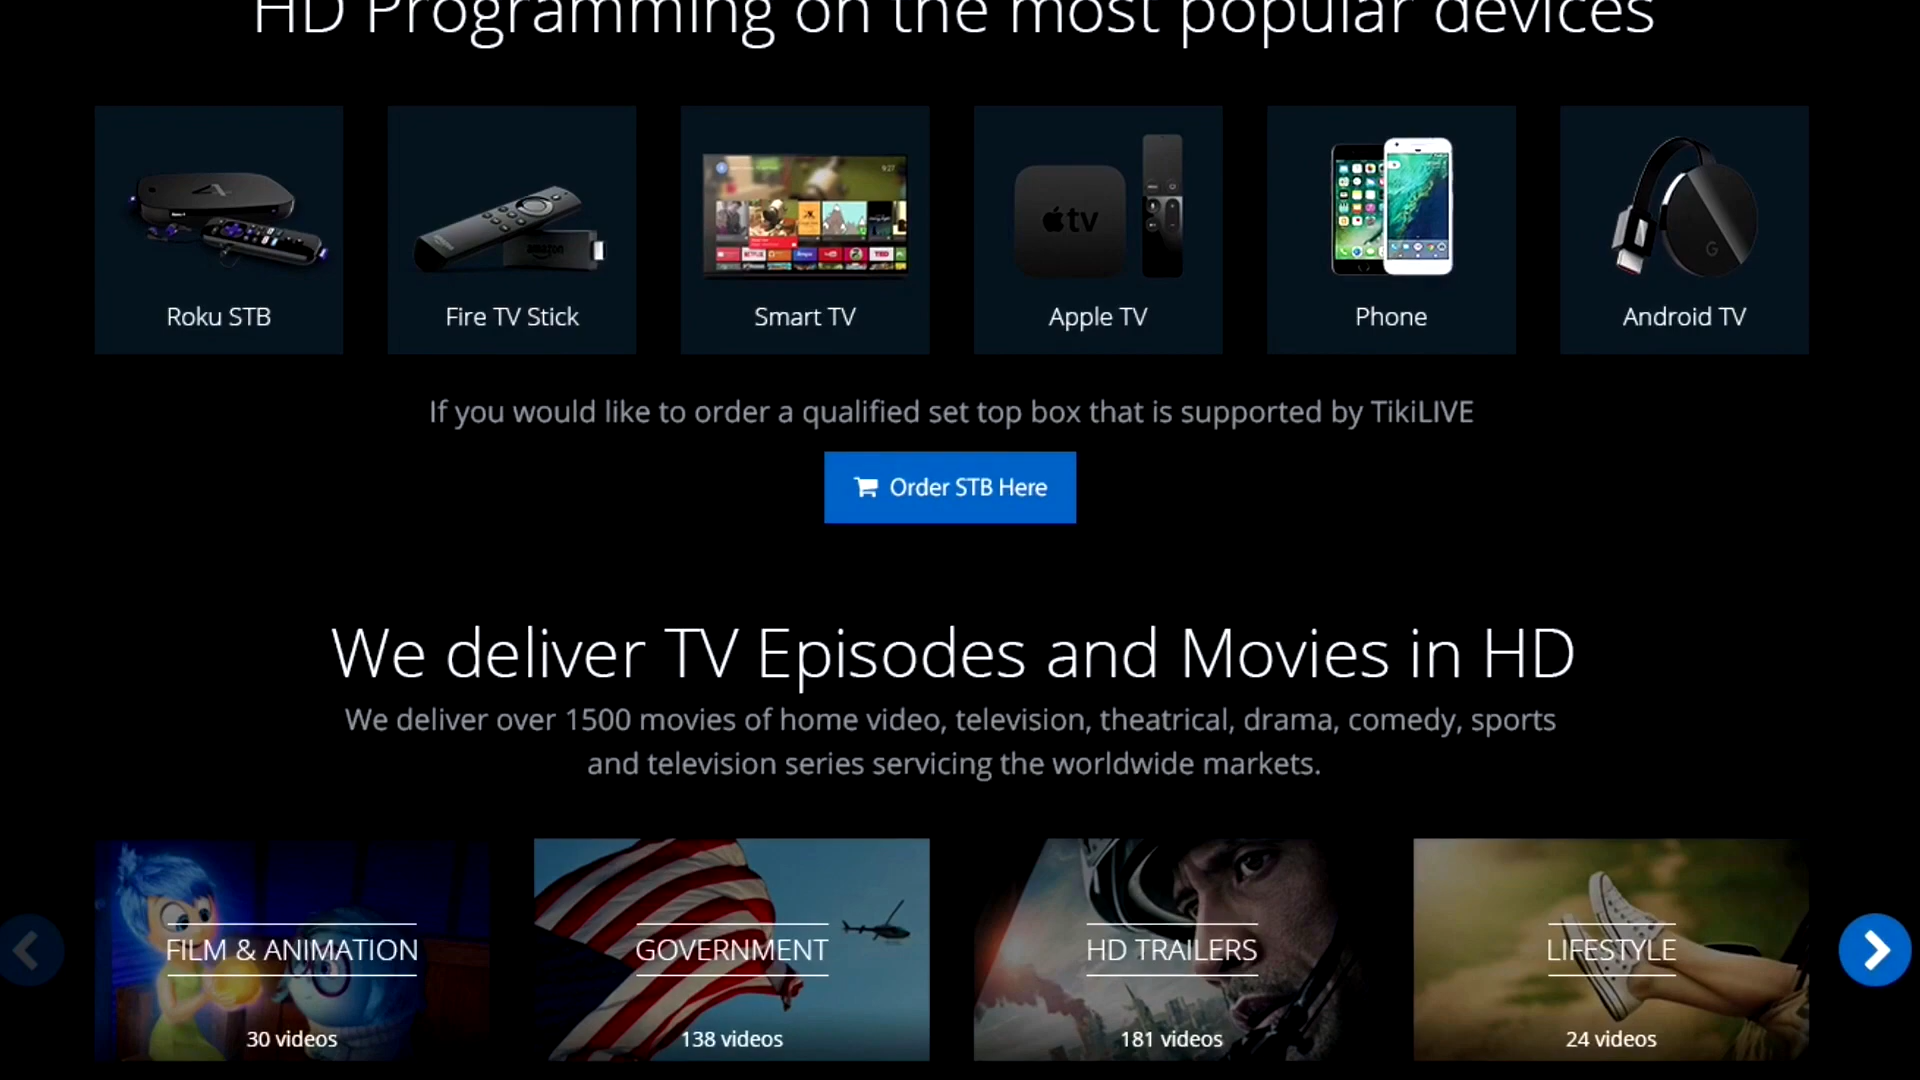 HD Programming on the most popular devices
tv
amazon
Roku STB
Fire TV Stick
Smart TV
Apple TV
Phone
Android TV
If you would like to order a qualified set top box that is supported by TikiLIVE
Order STB Here
We deliver TV Episodes and Movies in HD
We deliver over 1500 movies of home video, television, theatrical, drama, comedy, sports
and television series servicing the worldwide markets.
FILM & ANIMATION
GOVERNMENT
HD TRAILERS
LIFESTYLE
30 videos
138 videos
181 videos
24 videos